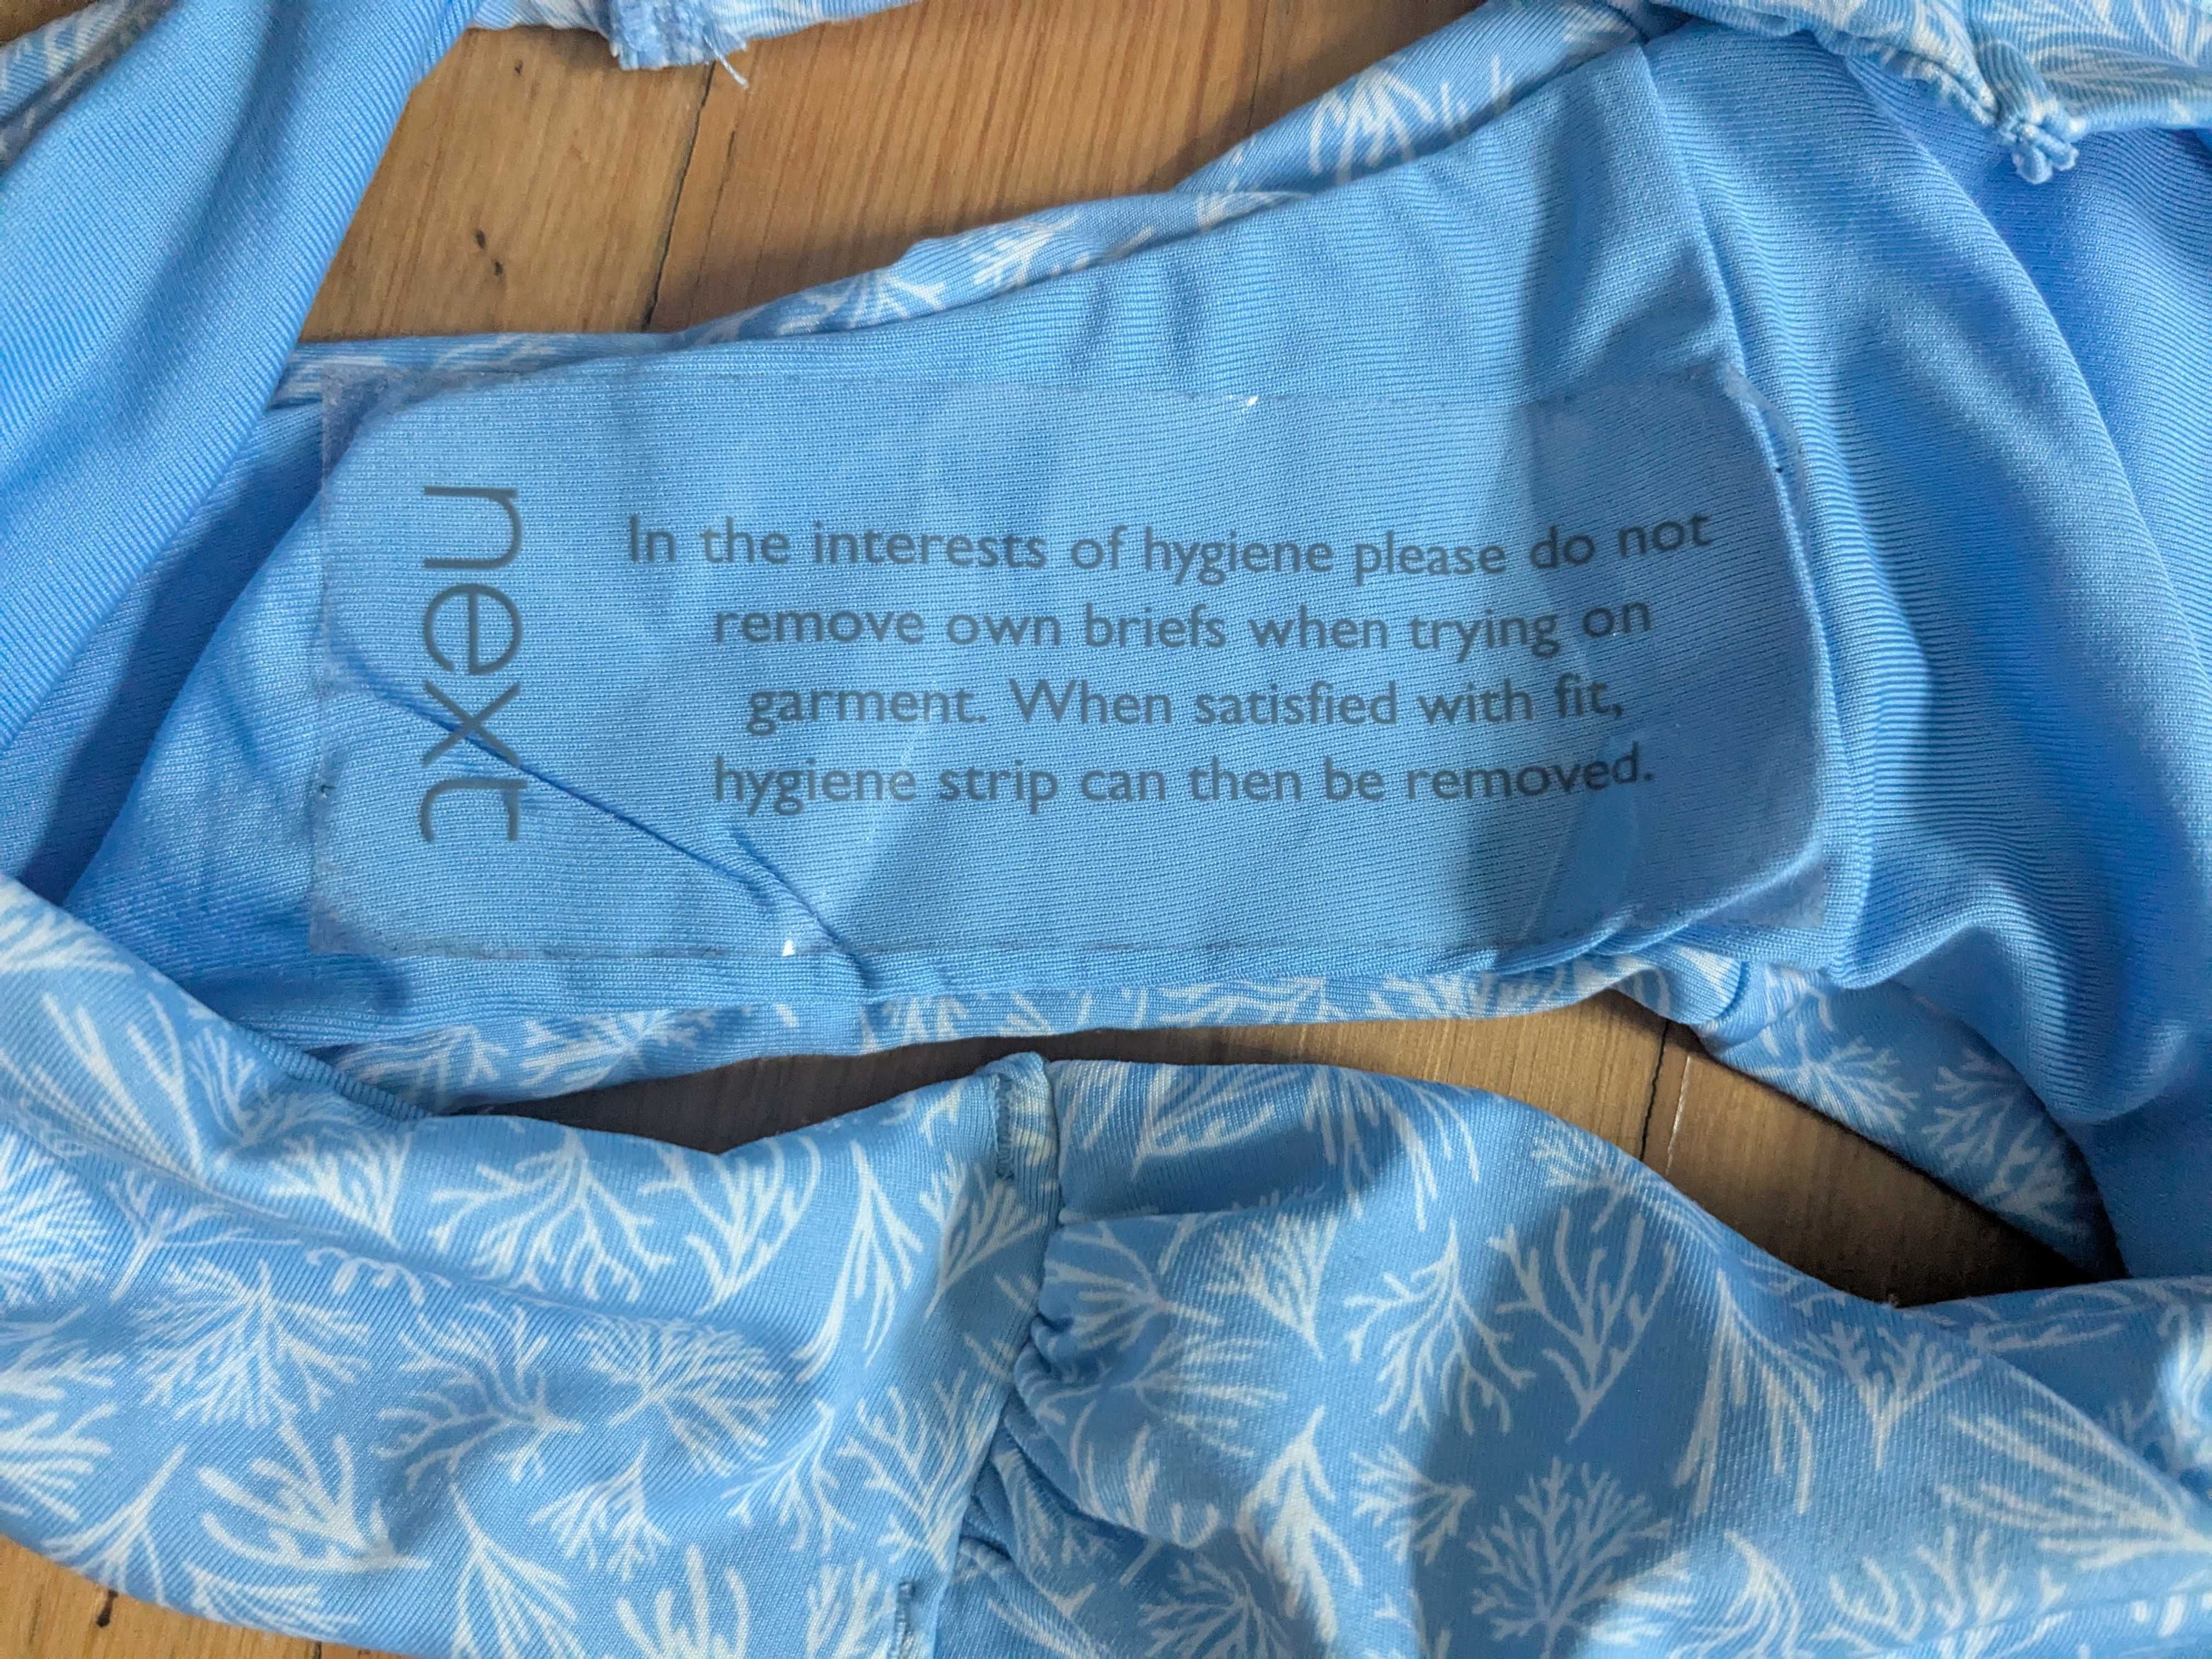 next
In the interests of hygiene please do not
remove own briefs when trying on
garment. When satisfied with fit,
hygiene strip can then be removed.